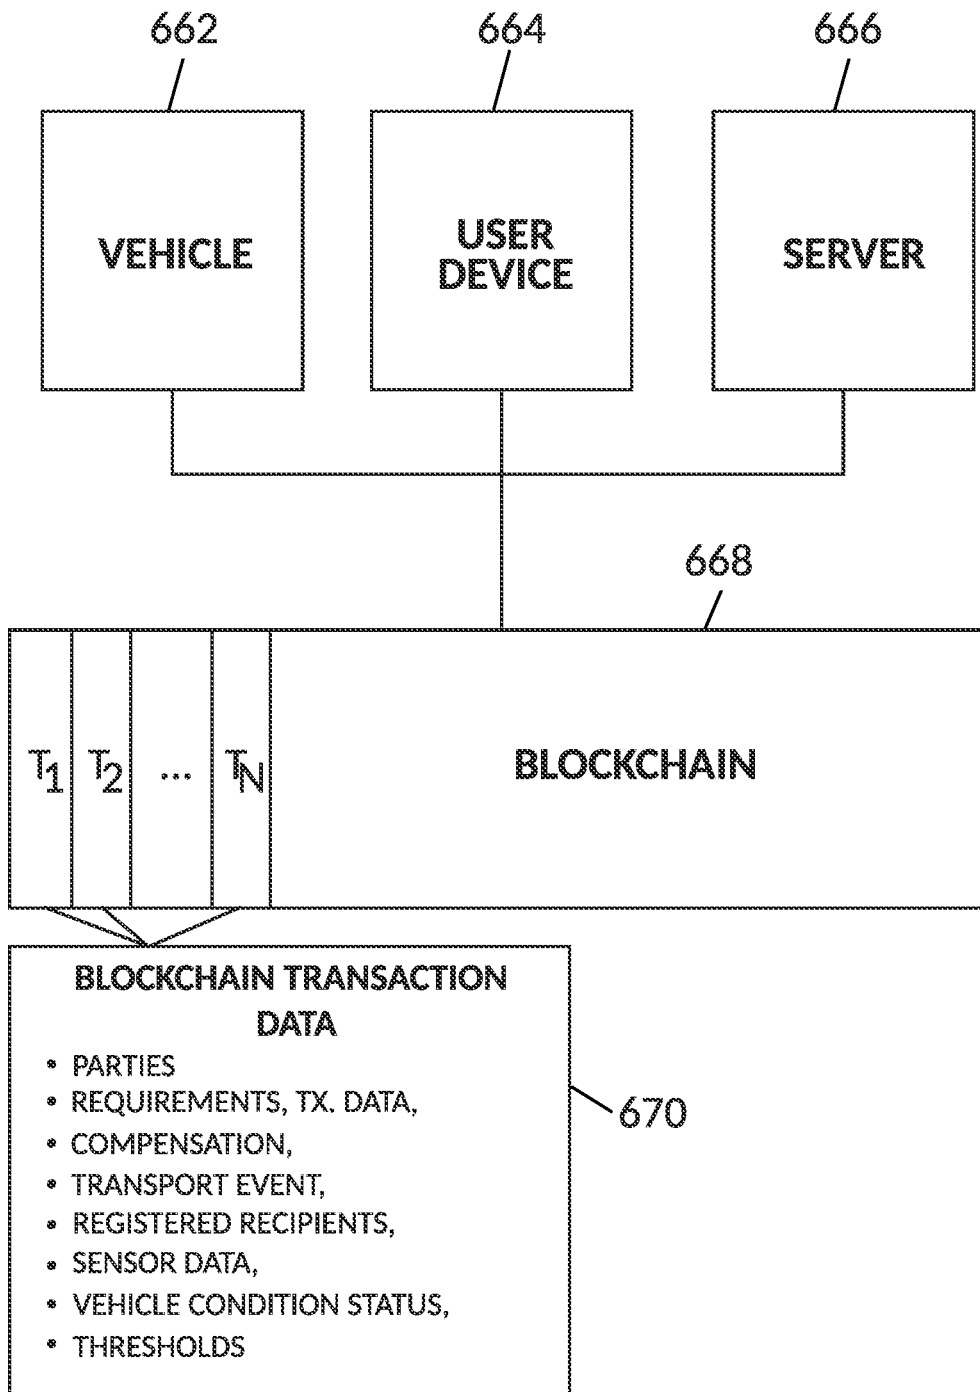 662 664 666
VEHICLE
USER
DEVICE
SERVER
668
T1 T2 ... TN
BLOCKCHAIN
BLOCKCHAIN TRANSACTION
DATA
• PARTIES
• REQUIREMENTS, TX. DATA,
• COMPENSATION,
• TRANSPORT EVENT,
• REGISTERED RECIPIENTS,
• SENSOR DATA,
• VEHICLE CONDITION STATUS,
• THRESHOLDS
670